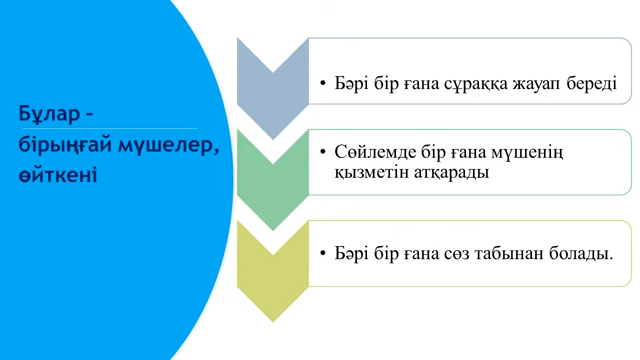 Бұлар –
бірыңғай мүшелер,
өйткені
• Бәрі бір ғана сұраққа жауап береді
• Сөйлемде бір ғана мүшенің
қызметін атқарады
• Бәрі бір ғана сөз табынан болады.